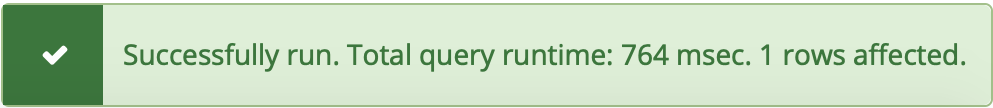 Successfully run. Total query runtime: 764 msec. 1 rows affected.